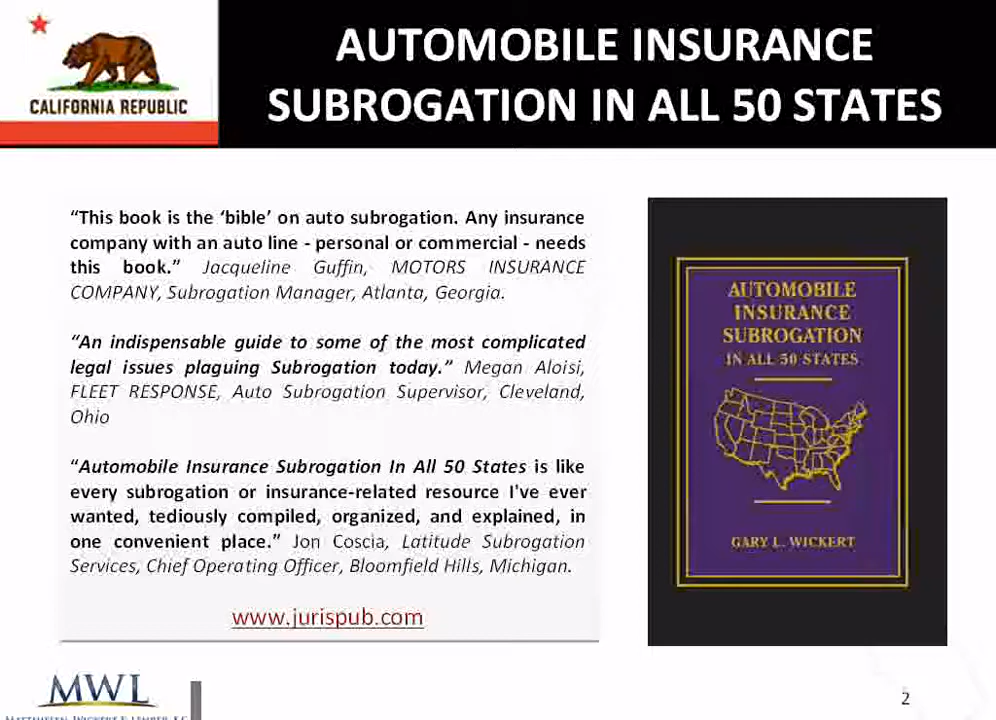 CALIFORNIA REPUBLIC
AUTOMOBILE INSURANCE
SUBROGATION IN ALL 50 STATES
“This book is the ‘bible’ on auto subrogation. Any insurance
company with an auto line - personal or commercial - needs
this book.” Jacqueline Guffin, MOTORS INSURANCE
COMPANY, Subrogation Manager, Atlanta, Georgia.
“An indispensable guide to some of the most complicated
legal issues plaguing Subrogation today.” Megan Aloisi,
FLEET RESPONSE, Auto Subrogation Supervisor, Cleveland,
Ohio
“Automobile Insurance Subrogation In All 50 States is like
every subrogation or insurance-related resource I've ever
wanted, tediously compiled, organized, and explained, in
one convenient place.” Jon Coscia, Latitude Subrogation
Services, Chief Operating Officer, Bloomfield Hills, Michigan.
www.jurispub.com
AUTOMOBILE
INSURANCE
SUBROGATION
IN ALL 50 STATES
GARY L. WICKERT
MWL
2